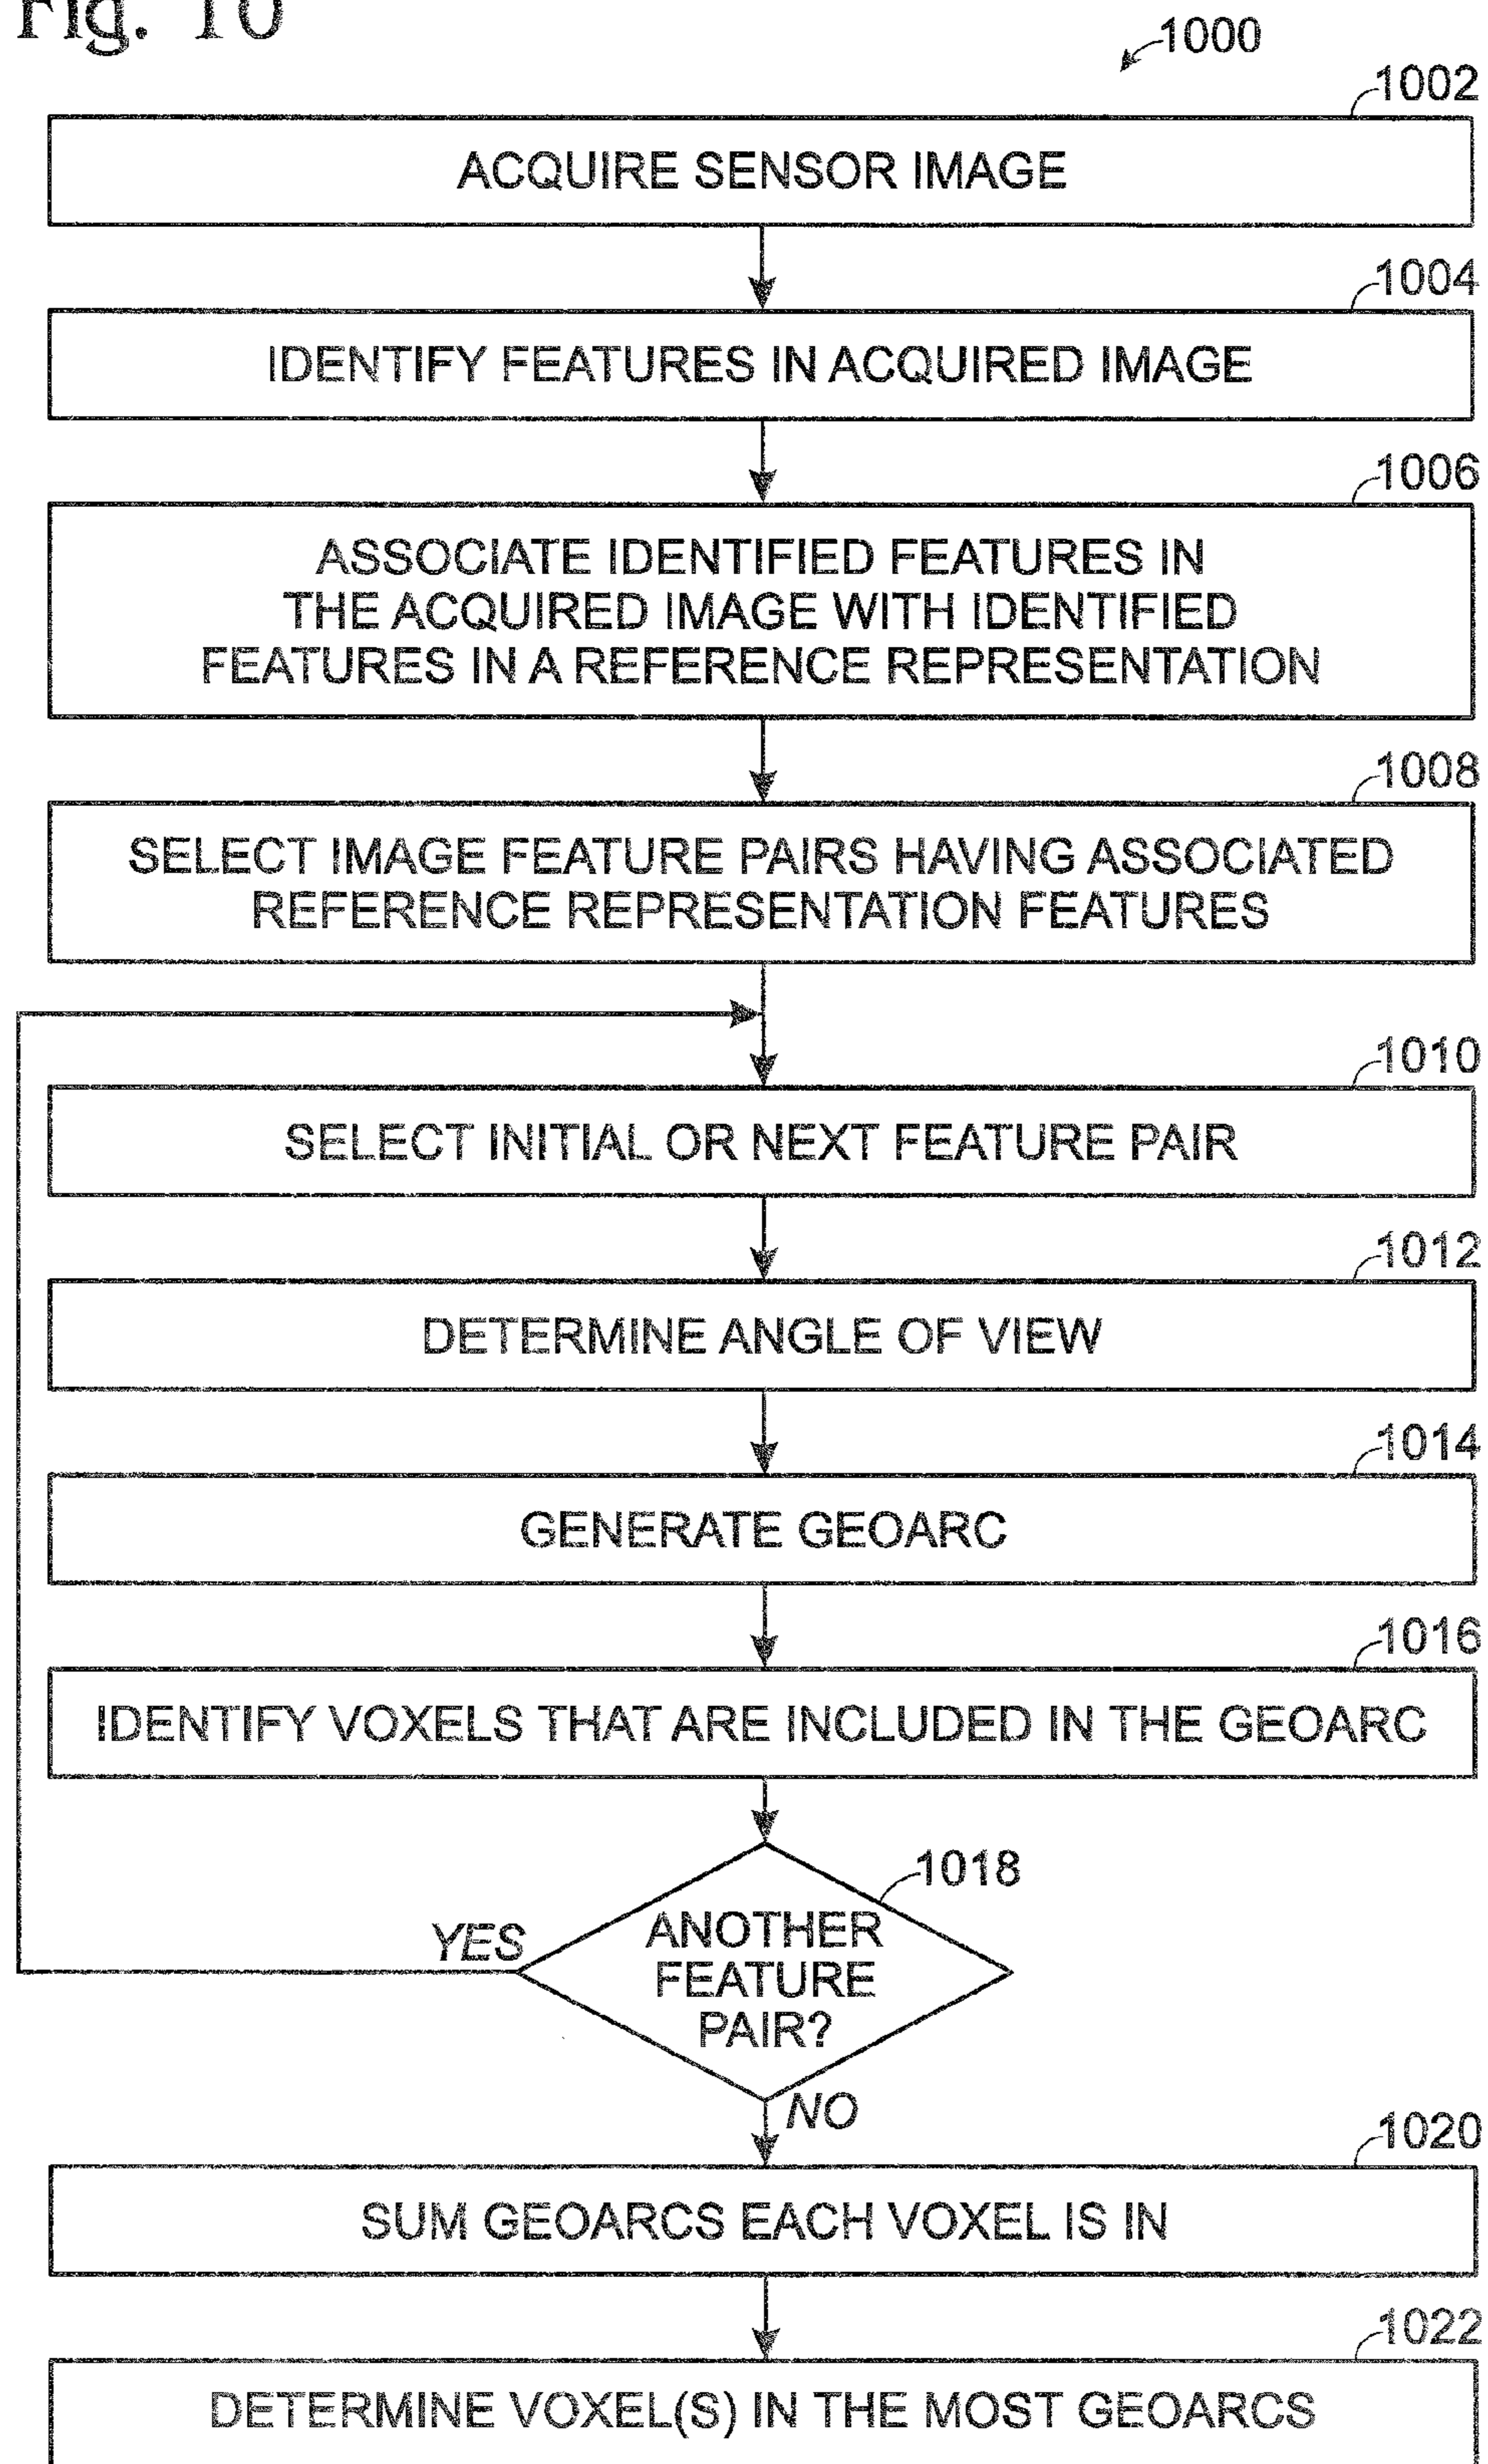 Fig. 10
1000
1002
ACQUIRE SENSOR IMAGE
1004
IDENTIFY FEATURES IN ACQUIRED IMAGE
1006
ASSOCIATE IDENTIFIED FEATURES IN
THE ACQUIRED IMAGE WITH IDENTIFIED
FEATURES IN A REFERENCE REPRESENTATION
1008
SELECT IMAGE FEATURE PAIRS HAVING ASSOCIATED
REFERENCE REPRESENTATION FEATURES
1010
SELECT INITIAL OR NEXT FEATURE PAIR
1012
DETERMINE ANGLE OF VIEW
1014
GENERATE GEOARC
1016
IDENTIFY VOXELS THAT ARE INCLUDED IN THE GEOARC
1018
YES
ANOTHER
FEATURE
PAIR?
NO
1020
SUM GEOARCS EACH VOXEL IS IN
1022
DETERMINE VOXEL(S) IN THE MOST GEOARCS